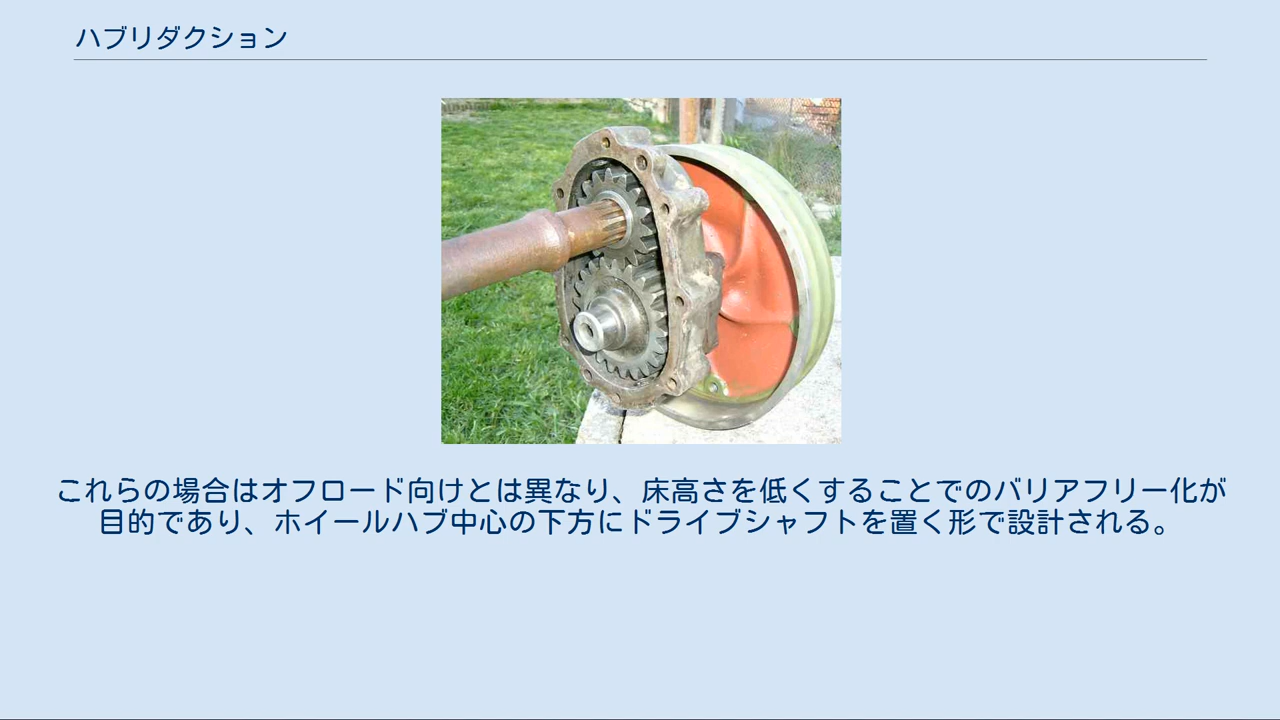 ハブリダクション
これらの場合はオフロード向けとは異なり、床高さを低くすることでのバリアフリー化が
目的であり、ホイールハブ中心の下方にドライブシャフトを置く形で設計される。